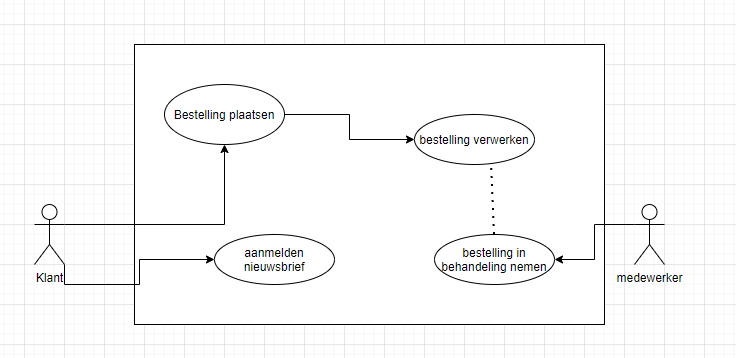 Bestelling plaatsen
bestelling verwerken
aanmelden
nieuwsbrief
bestelling in
behandeling nemen
Klant
medewerker